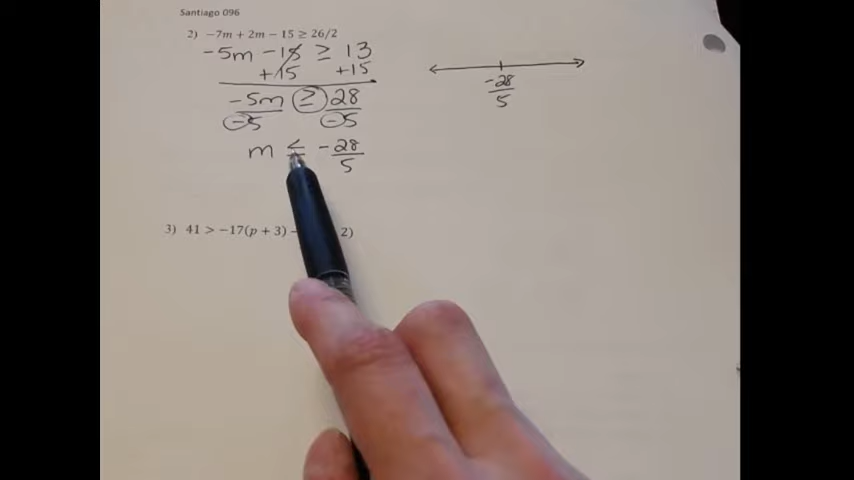 Santiago 096
2) −7m + 2m − 15 ≥ 26/2
-5m -15 ≥ 13
+15 +15
-5m ≥ 28
-5 -5
m ≤ -28
5
-28
5
3) 41 > −17(p + 3) − 2)